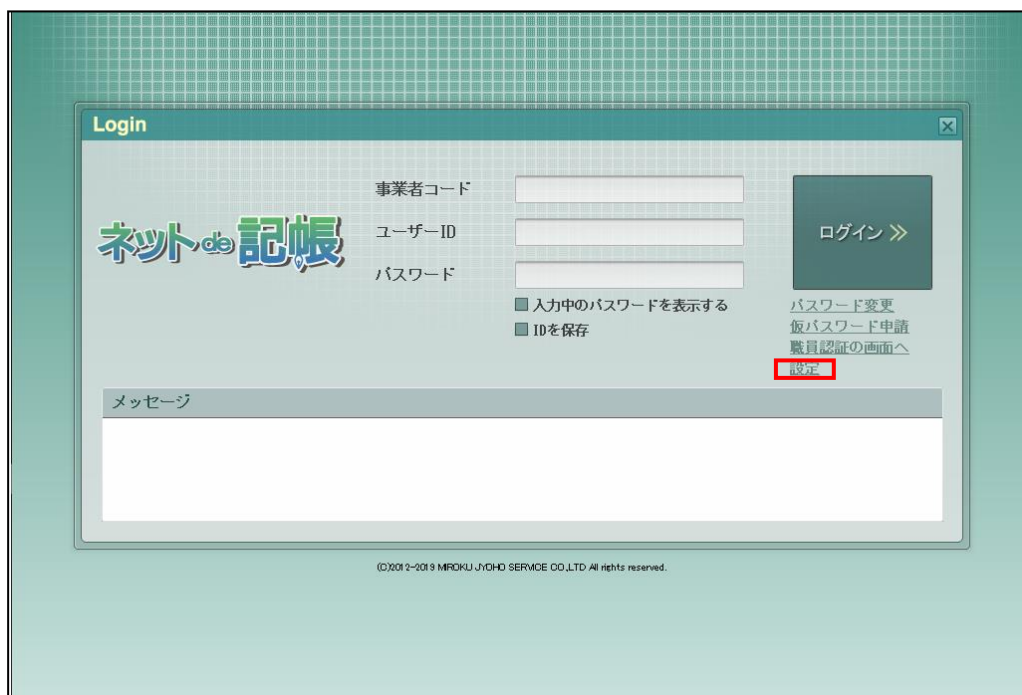 Login
事業者コード
ネットde記帳
ユーザーID
パスワード
ログイン
入力中のパスワードを表示する
IDを保存
パスワード変更
仮パスワード申請
職員認証の画面へ
設定
メッセージ
(C)2012-2019 MIROKU JYOHO SERVICE CO.,LTD All rights reserved.